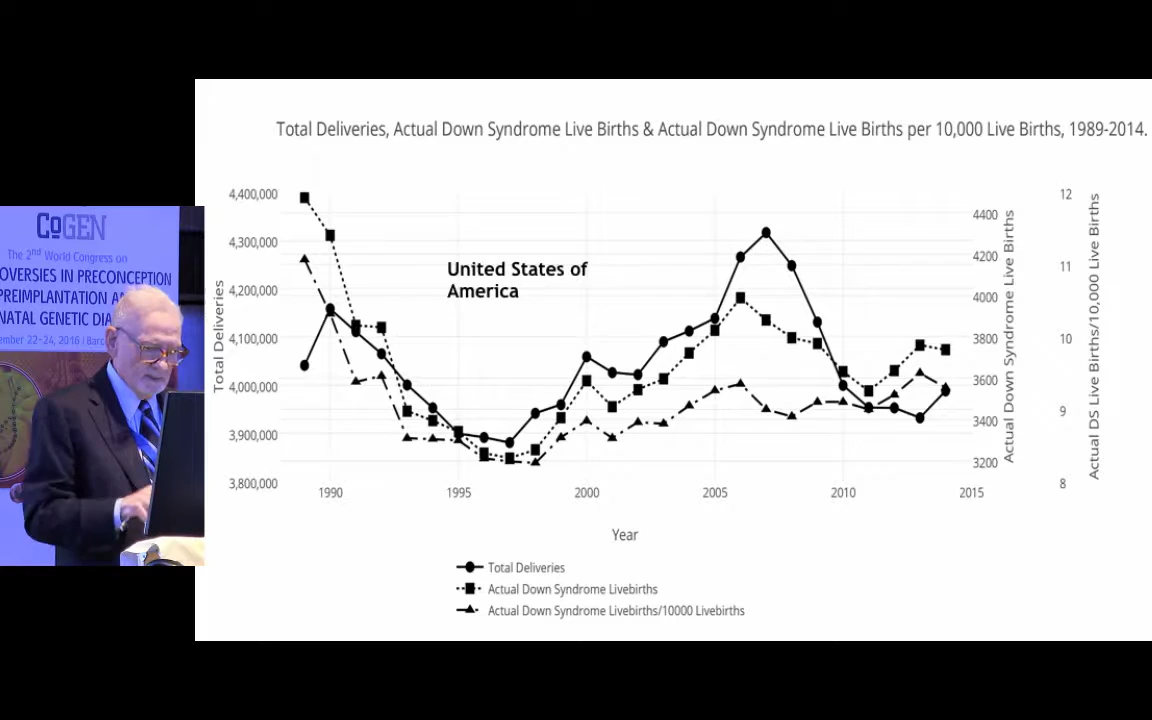 CoGEN
The 2nd World Congress on
OVERSIES IN PRECONCEPTION
PREIMPLANTATION A
NATAL GENETIC DIA
ember 22-24, 2016 | Barc
Total Deliveries, Actual Down Syndrome Live Births & Actual Down Syndrome Live Births per 10,000 Live Births, 1989-2014.
United States of
America
Total Deliveries
4,400,000
4,300,000
4,200,000
4,100,000
4,000,000
3,900,000
3,800,000
1990 1995 2000 2005 2010 2015
Year
4400
4200
4000
3800
3600
3400
3200
Actual Down Syndrome Live Births
12
11
10
9
8
Actual DS Live Births/10,000 Live Births
Total Deliveries
Actual Down Syndrome Livebirths
Actual Down Syndrome Livebirths/10000 Livebirths